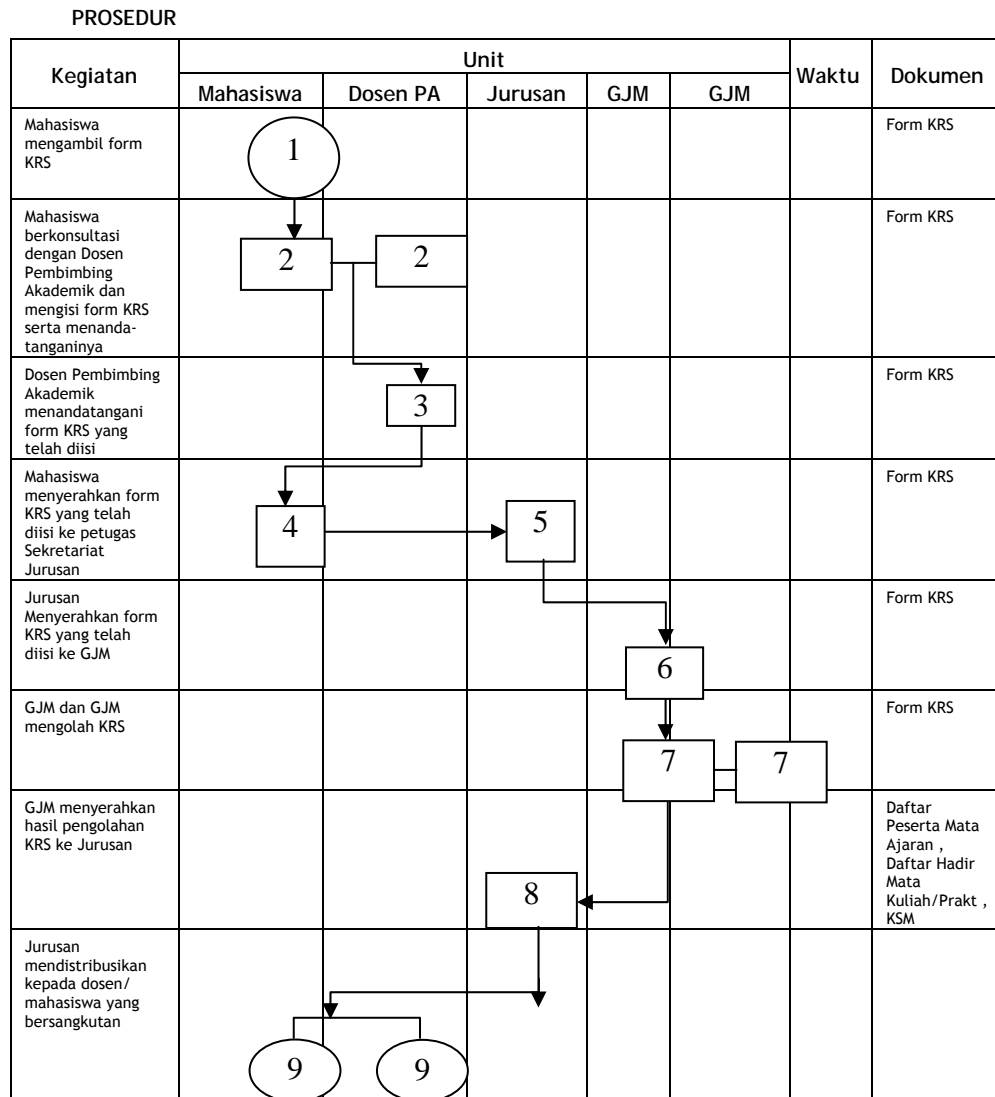 PROSEDUR
Kegiatan
Unit
Waktu
Dokumen
Mahasiswa
Dosen PA
Jurusan
GJM
GJM
Mahasiswa
mengambil form
KRS
1
Form KRS
Mahasiswa
berkonsultasi
dengan Dosen
Pembimbing
Akademik dan
mengisi form KRS
serta menanda-
tanganinya
2
2
Form KRS
Dosen Pembimbing
Akademik
menandatangani
form KRS yang
telah diisi
3
Form KRS
Mahasiswa
menyerahkan form
KRS yang telah
diisi ke petugas
Sekretariat
Jurusan
4
5
Form KRS
Jurusan
Menyerahkan form
KRS yang telah
diisi ke GJM
6
Form KRS
GJM dan GJM
mengolah KRS
7
7
Form KRS
GJM menyerahkan
hasil pengolahan
KRS ke Jurusan
8
Daftar
Peserta Mata
Ajaran ,
Daftar Hadir
Mata
Kuliah/Prakt ,
KSM
Jurusan
mendistribusikan
kepada dosen/
mahasiswa yang
bersangkutan
9
9